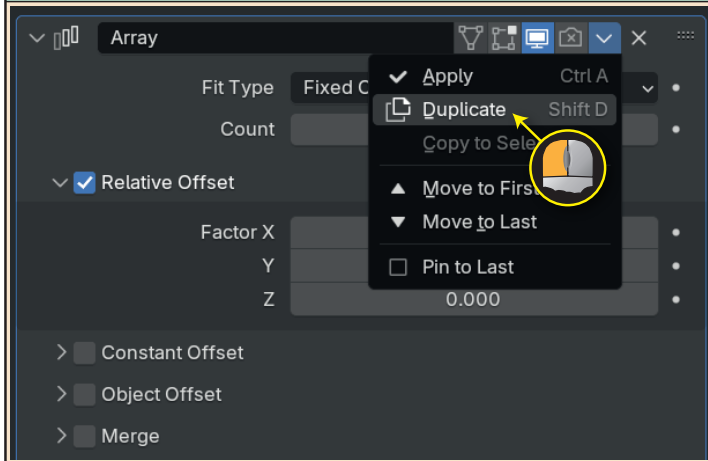 Array
Fit Type Fixed C
Apply Ctrl A
Duplicate Shift D
Count
Copy to Sele
Relative Offset
Move to First
Move to Last
Factor X
Y
Pin to Last
Z 0.000
Constant Offset
Object Offset
Merge